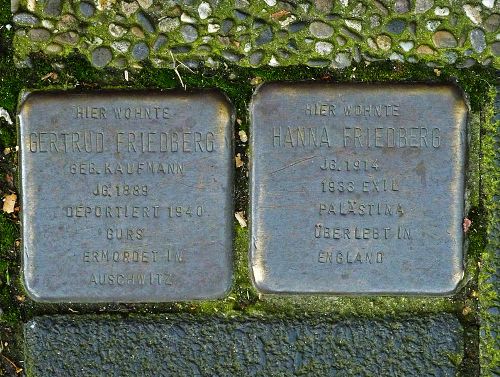 HIER WOHNTE
GERTRUD FRIEDBERG
GEB. KAUFMANN
JG. 1889
DEPORTIERT 1940
GURS
ERMORDET IN
AUSCHWITZ
HIER WOHNTE
HANNA FRIEDBERG
JG. 1914
1933 EXIL
PALÄSTINA
ÜBERLEBT IN
ENGLAND